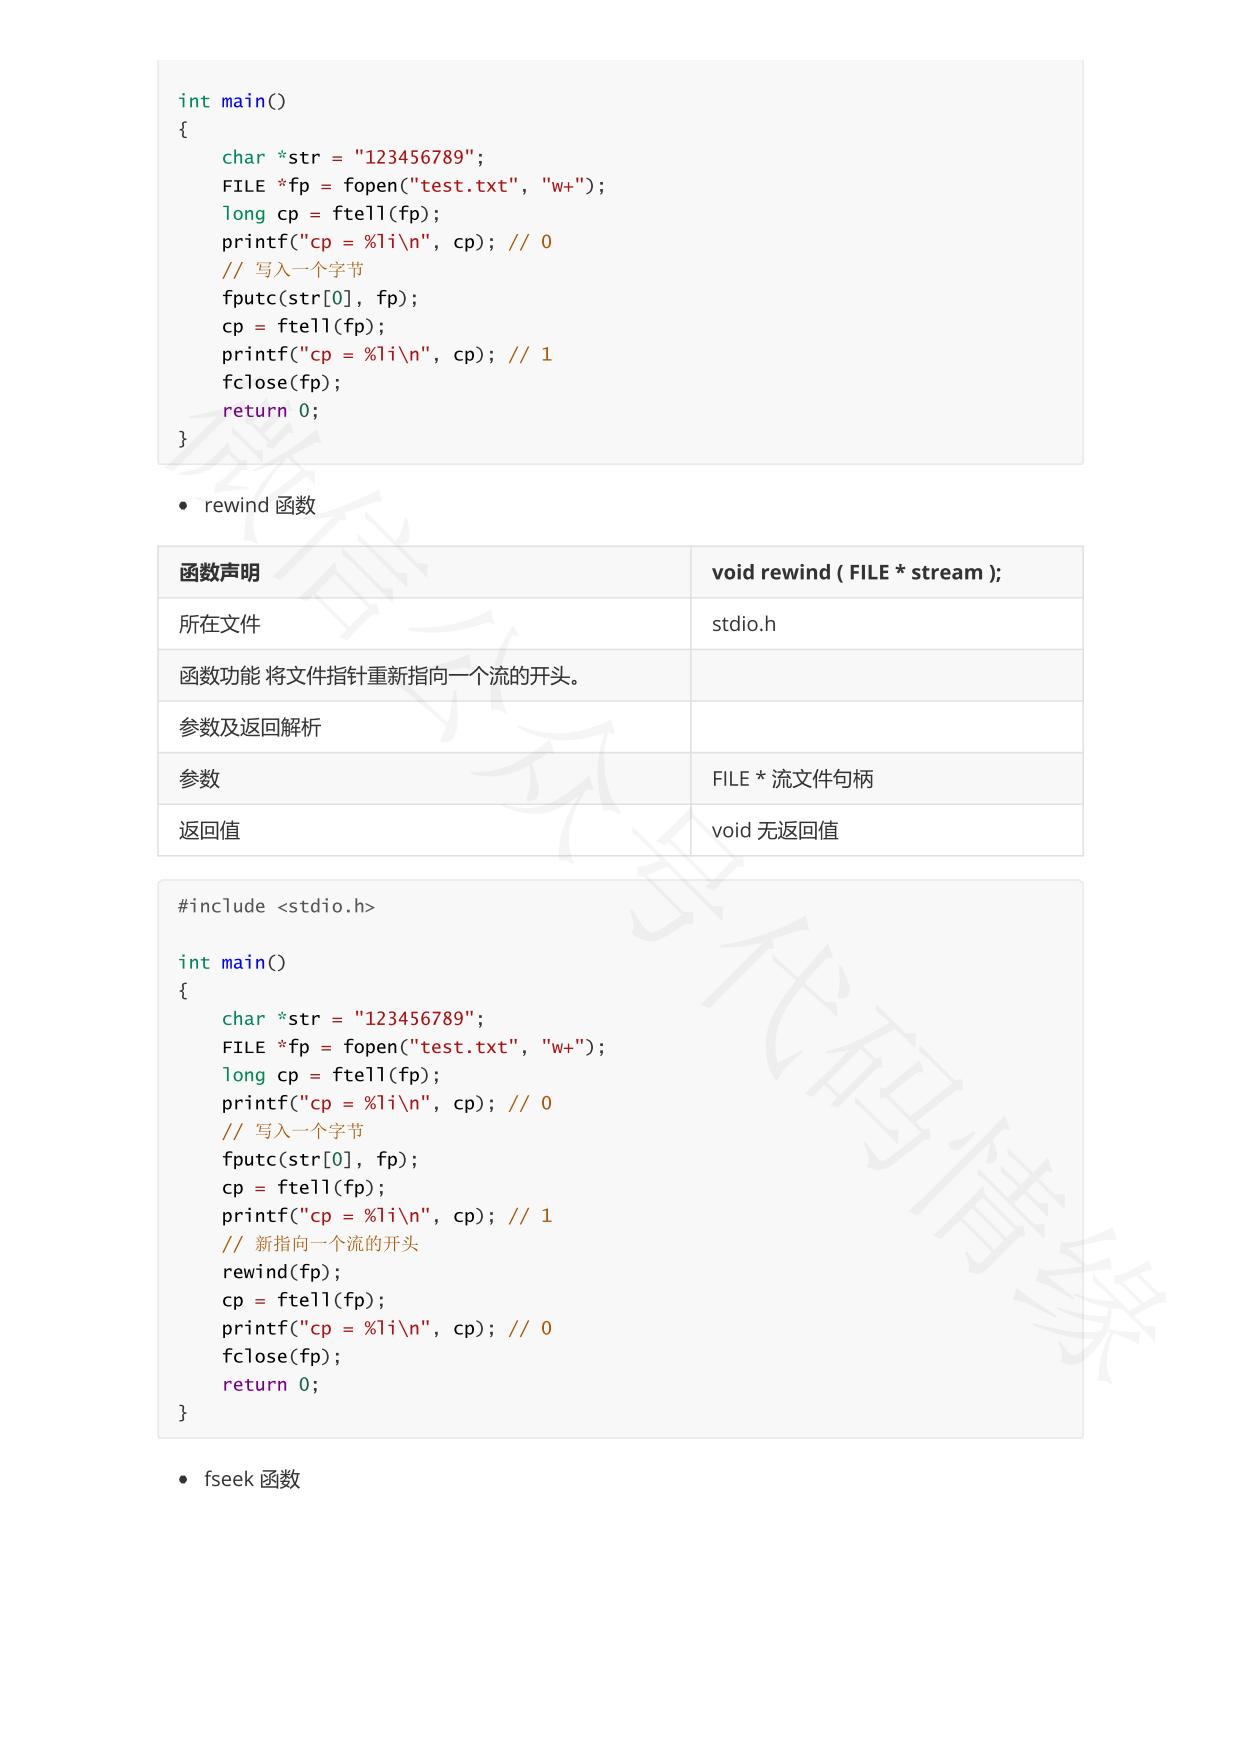 int main()
{
    char *str = "123456789";
    FILE *fp = fopen("test.txt", "w+");
    long cp = ftell(fp);
    printf("cp = %li\n", cp); // 0
    // 写入一个字节
    fputc(str[0], fp);
    cp = ftell(fp);
    printf("cp = %li\n", cp); // 1
    fclose(fp);
    return 0;
}
• rewind 函数
函数声明 void rewind ( FILE * stream );
所在文件 stdio.h
函数功能 将文件指针重新指向一个流的开头。
参数及返回解析
参数 FILE * 流文件句柄
返回值 void 无返回值
#include <stdio.h>
int main()
{
    char *str = "123456789";
    FILE *fp = fopen("test.txt", "w+");
    long cp = ftell(fp);
    printf("cp = %li\n", cp); // 0
    // 写入一个字节
    fputc(str[0], fp);
    cp = ftell(fp);
    printf("cp = %li\n", cp); // 1
    // 新指向一个流的开头
    rewind(fp);
    cp = ftell(fp);
    printf("cp = %li\n", cp); // 0
    fclose(fp);
    return 0;
}
• fseek 函数
微信公众号代码情缘